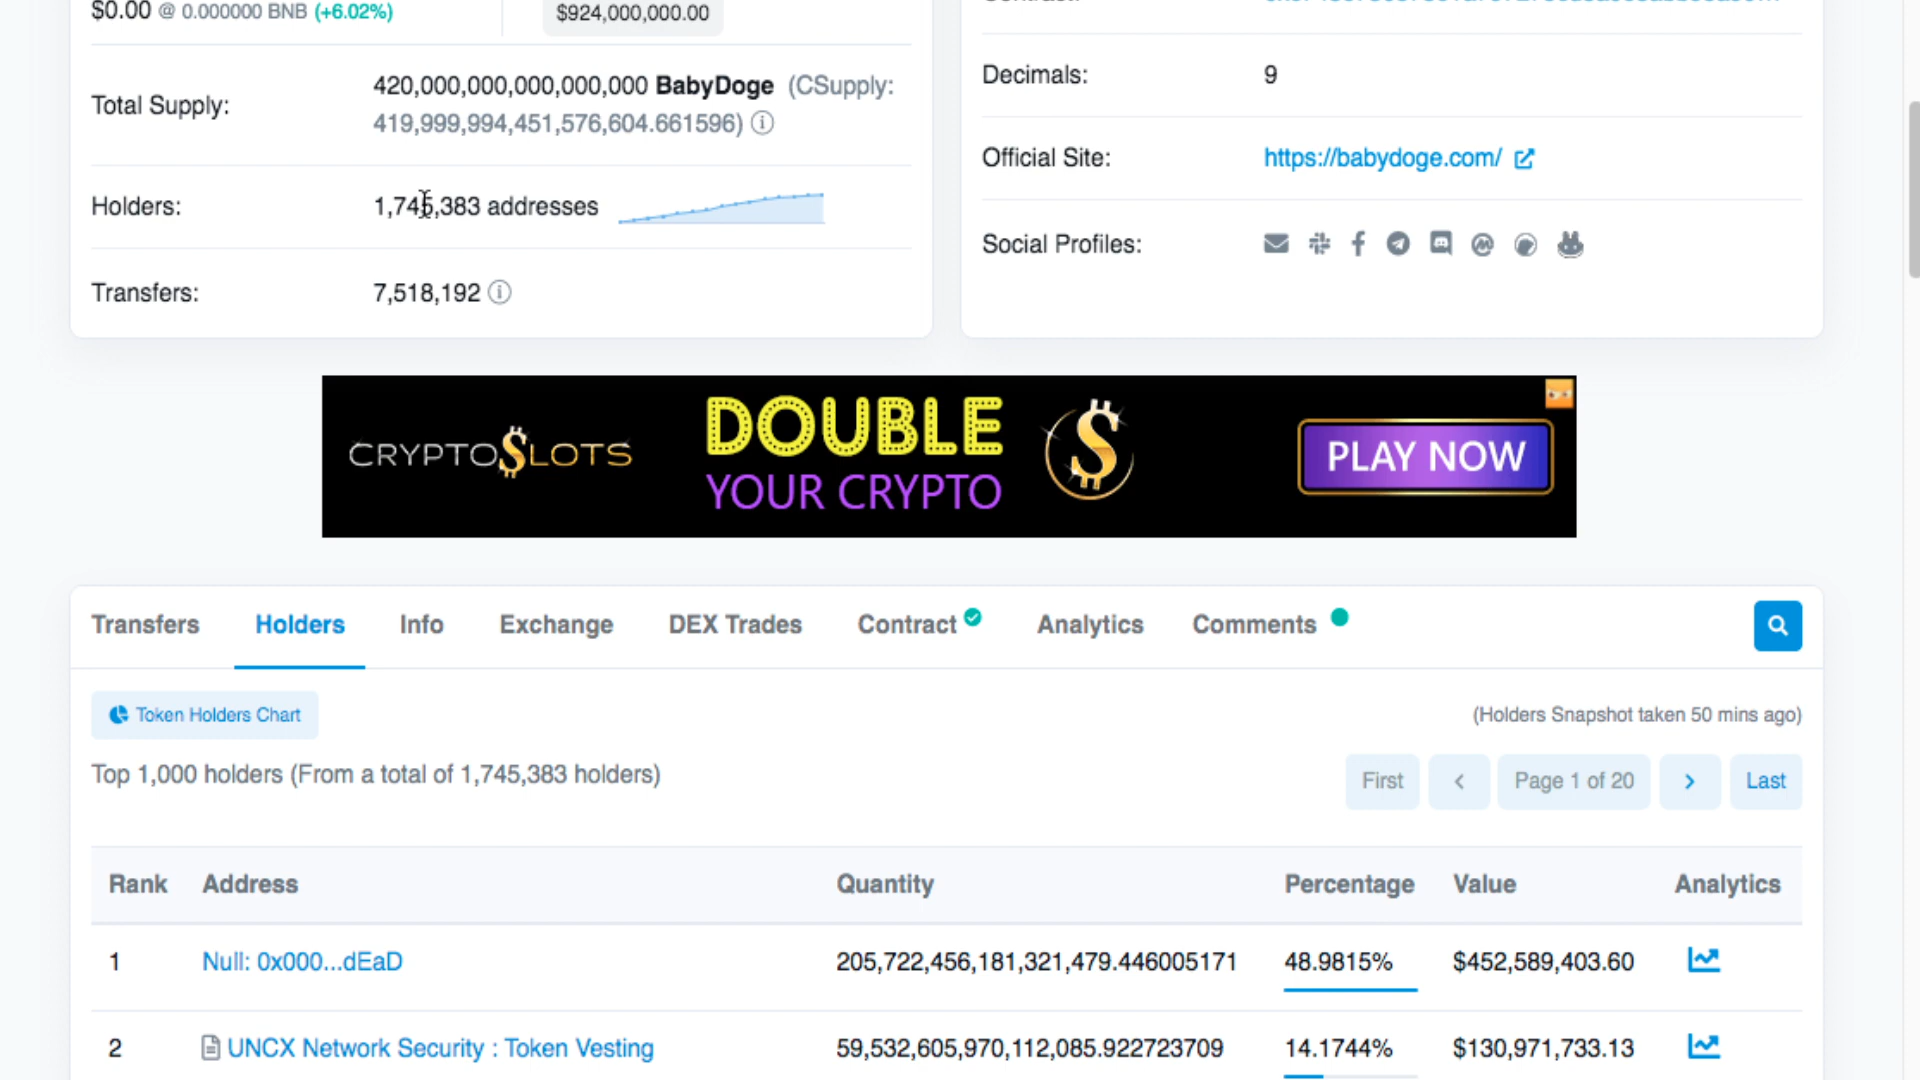 $0.00 @ 0.000000 BNB (+6.02%)
$924,000,000.00
Total Supply:
420,000,000,000,000,000 BabyDoge (CSupply:
419,999,994,451,576,604.661596)
Holders:
1,745,383 addresses
Transfers:
7,518,192
Decimals:
9
Official Site:
https://babydoge.com/
Social Profiles:
CRYPTO$LOTS
DOUBLE
YOUR CRYPTO
PLAY NOW
Transfers Holders Info Exchange DEX Trades Contract Analytics Comments
Token Holders Chart
(Holders Snapshot taken 50 mins ago)
Top 1,000 holders (From a total of 1,745,383 holders)
First < Page 1 of 20 > Last
Rank Address Quantity Percentage Value Analytics
1 Null: 0x000...dEaD 205,722,456,181,321,479.446005171 48.9815% $452,589,403.60
2 UNCX Network Security : Token Vesting 59,532,605,970,112,085.922723709 14.1744% $130,971,733.13